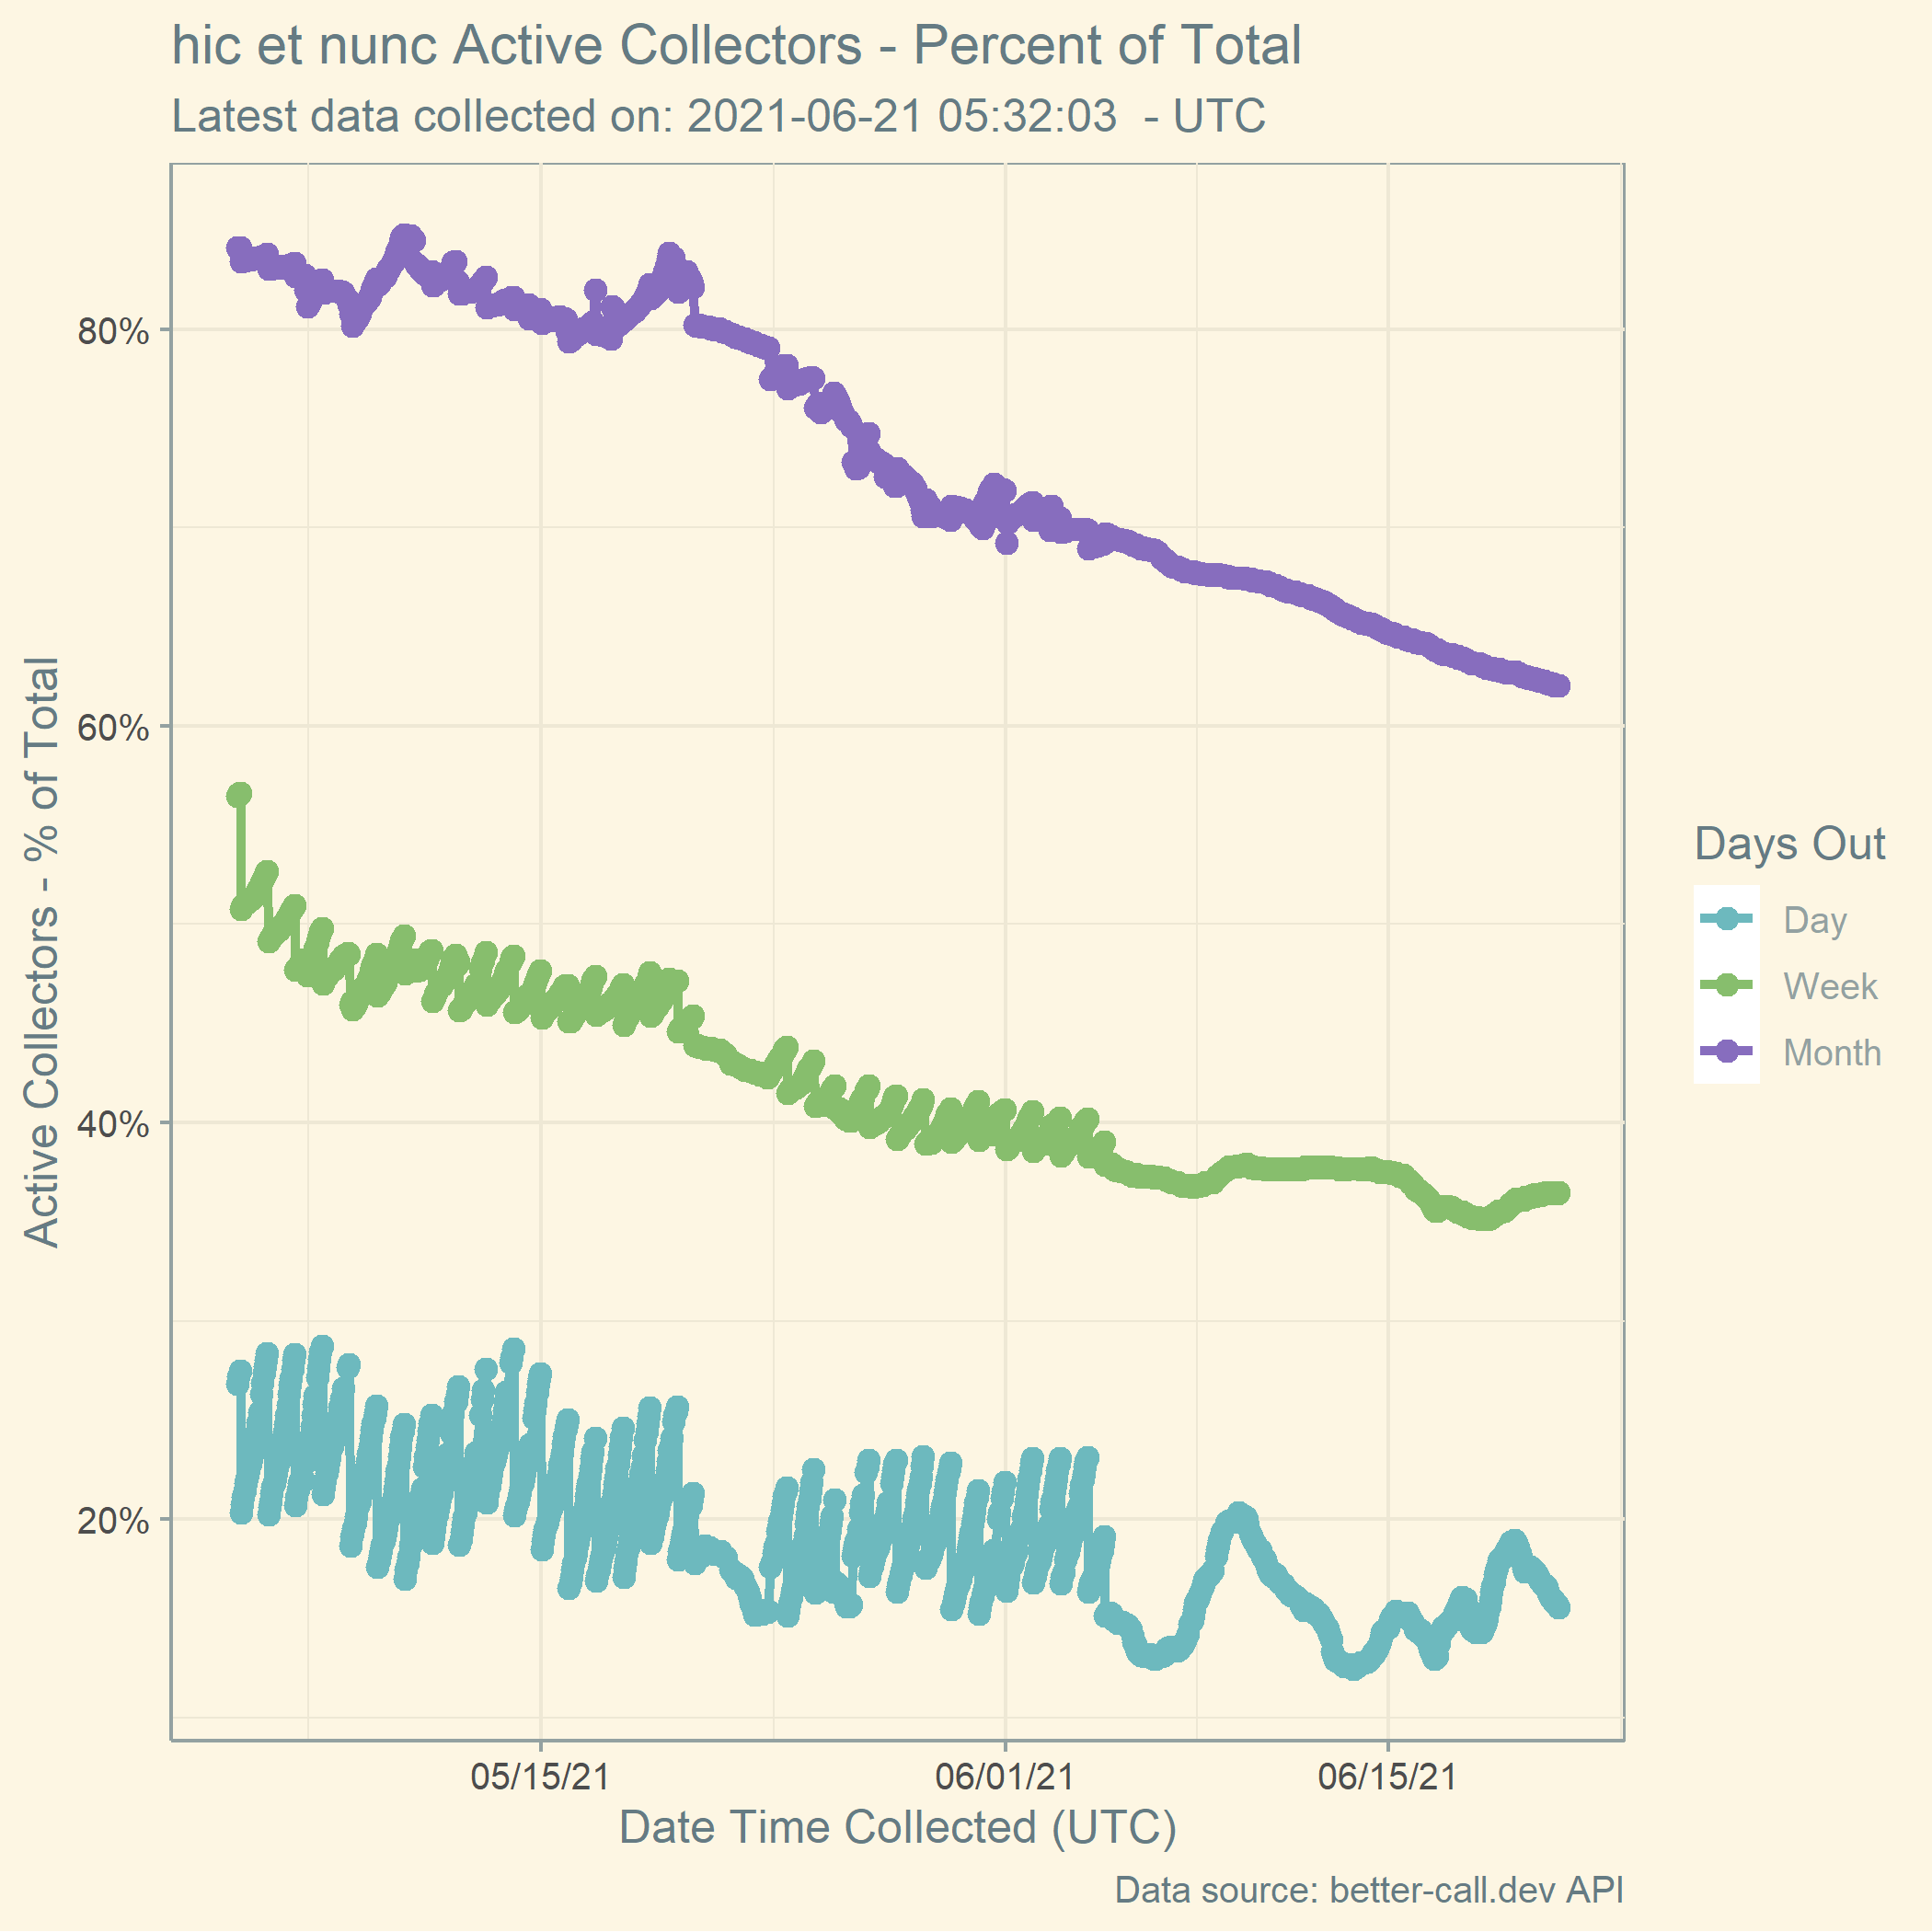 hic et nunc Active Collectors - Percent of Total
Latest data collected on: 2021-06-21 05:32:03  - UTC
Active Collectors - % of Total
80%
60%
40%
20%
05/15/21
06/01/21
06/15/21
Date Time Collected (UTC)
Days Out
Day
Week
Month
Data source: better-call.dev API